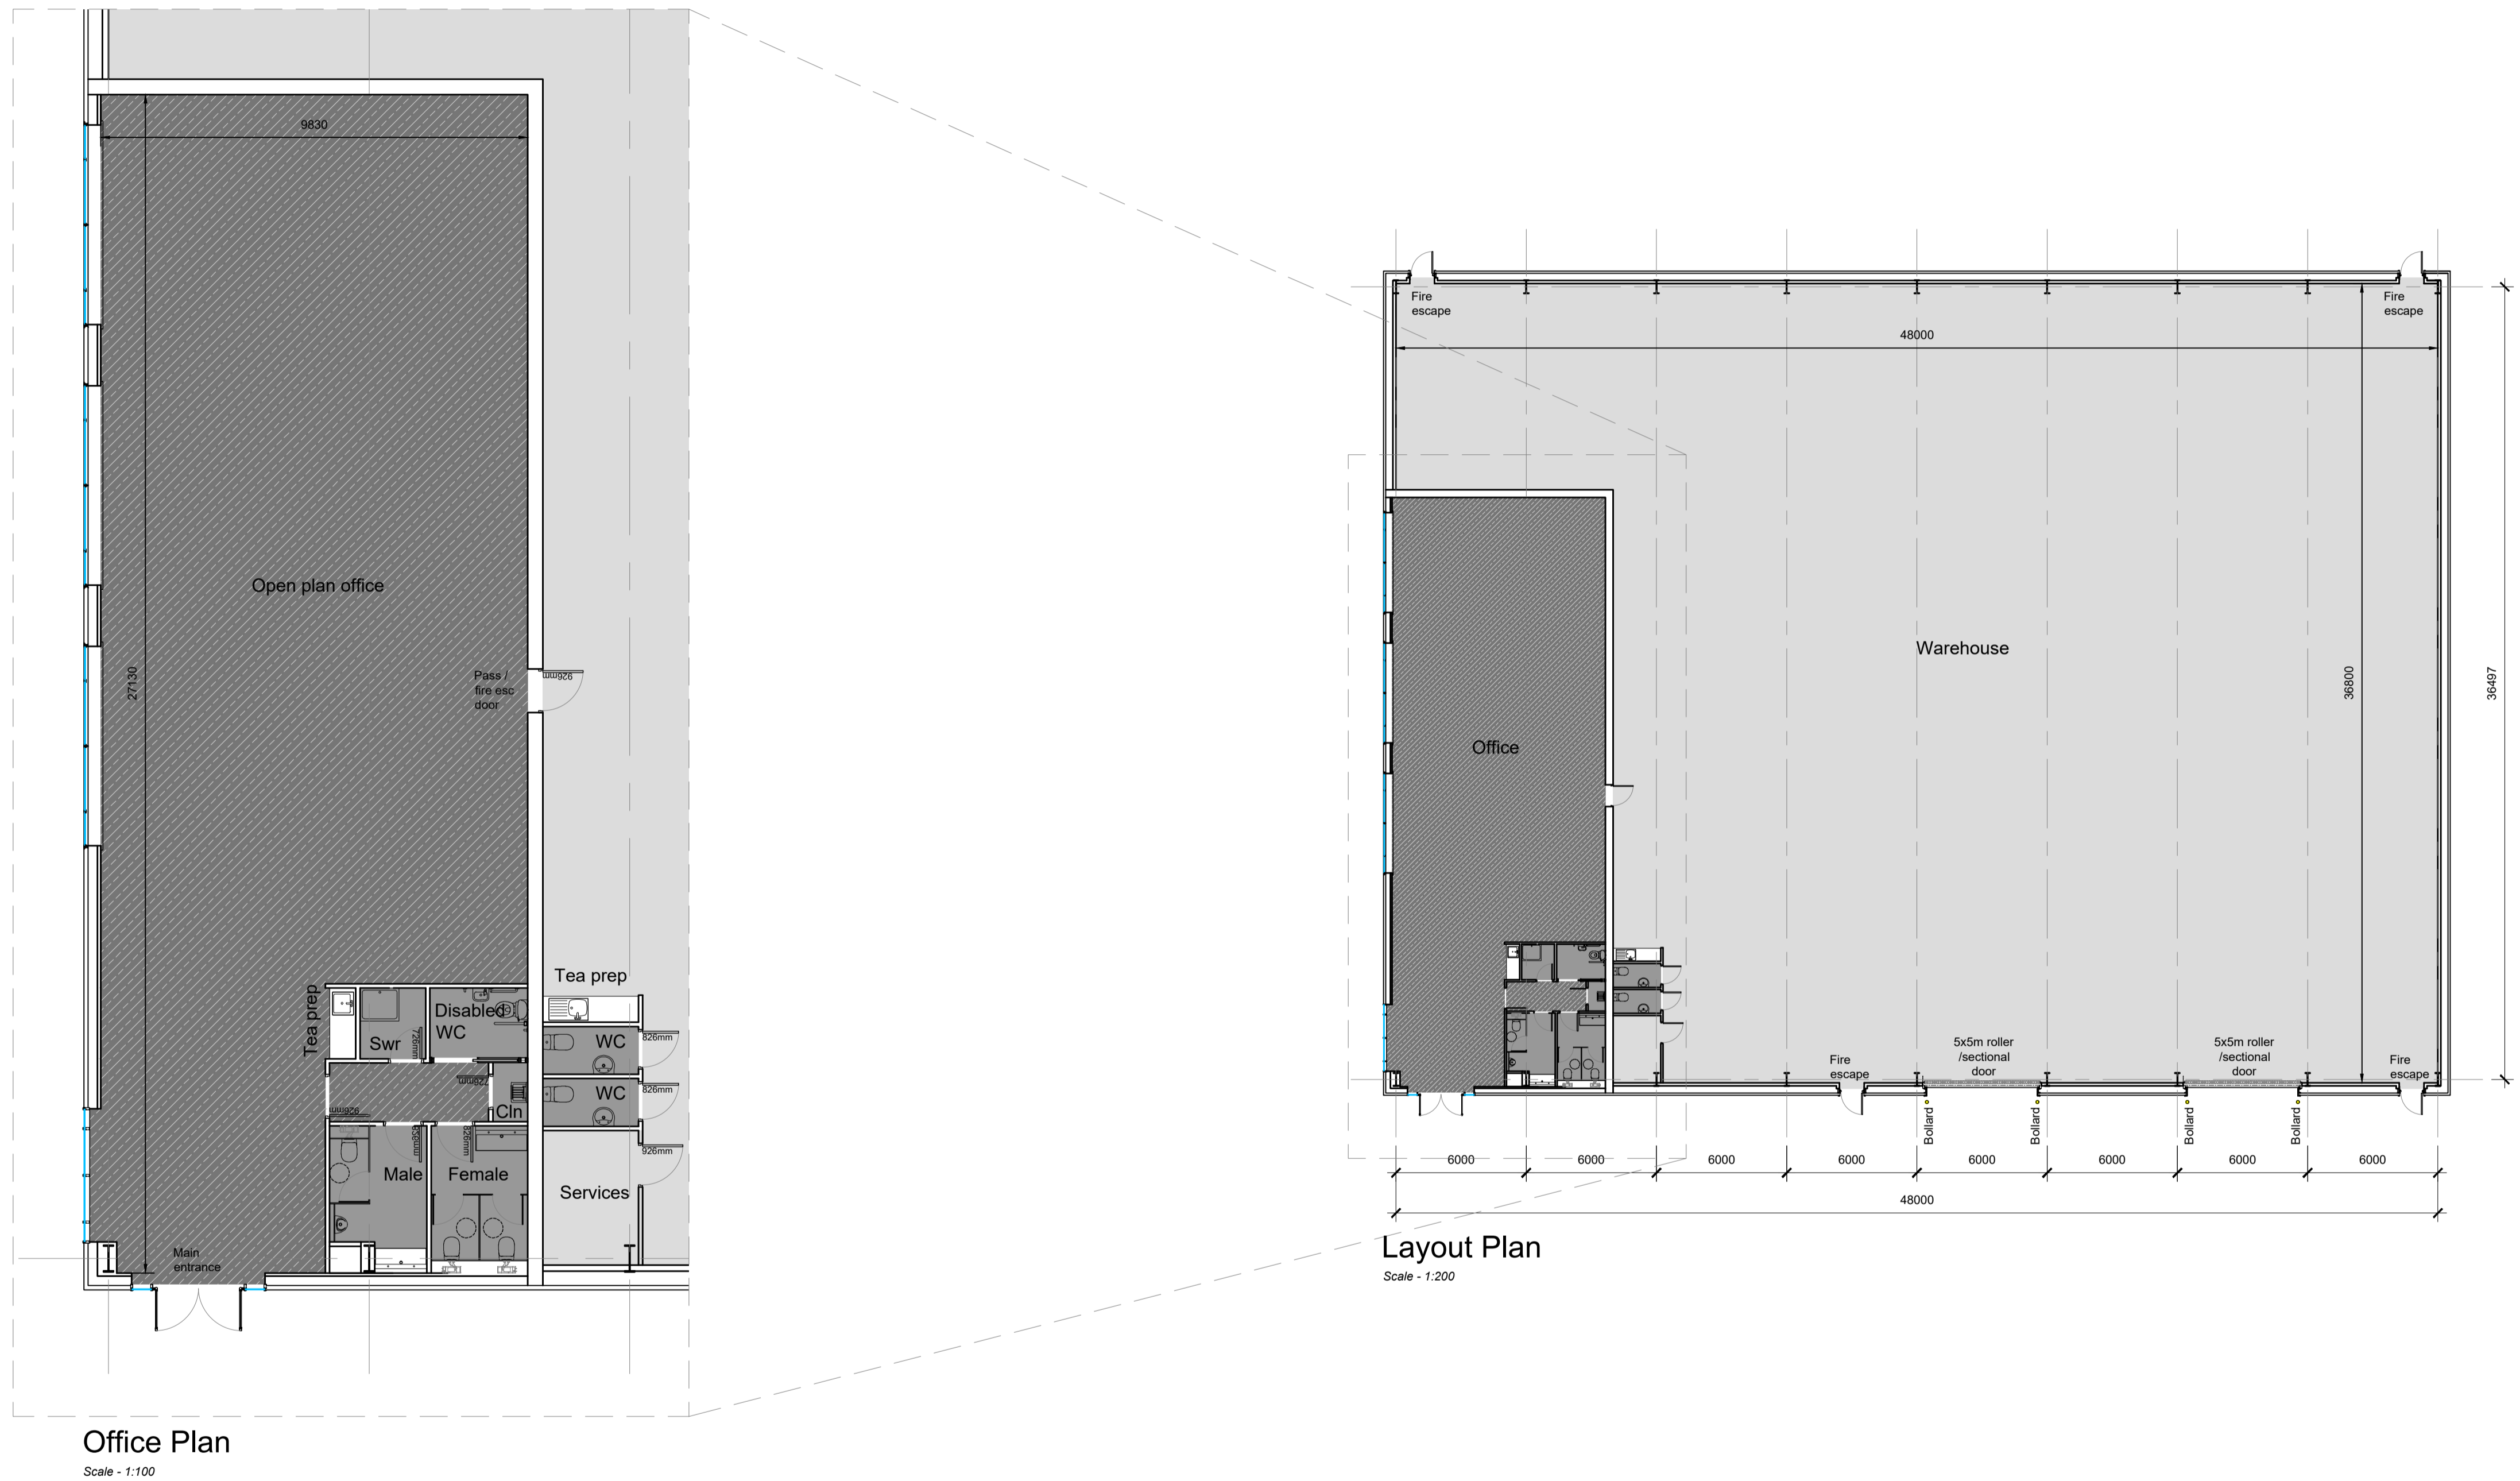 9830
Open plan office
27130
Pass /
fire esc
door
926mm
Tea prep
Tea prep
Disabled
WC
Swr
726mm
WC
826mm
726mm
WC
826mm
Cln
926mm
826mm
826mm
926mm
Male
Female
Services
Main
entrance
Office Plan
Scale - 1:100
Fire
escape
Fire
escape
48000
Warehouse
36800
36497
Office
5x5m roller
/sectional
door
5x5m roller
/sectional
door
Fire
escape
Fire
escape
Bollard
Bollard
Bollard
Bollard
6000
6000
6000
6000
6000
6000
6000
6000
48000
Layout Plan
Scale - 1:200